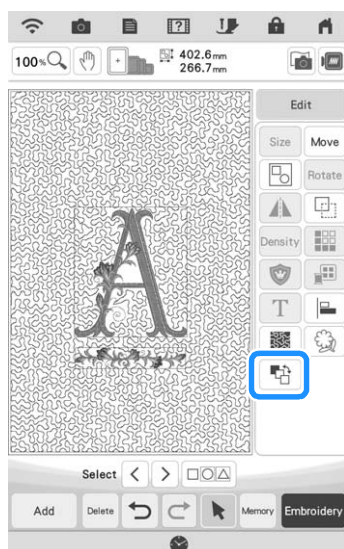 100%
402.6mm
266.7mm
Edit
Size Move
Rotate
Density
T
A
Select
Add Delete Memory Embroidery